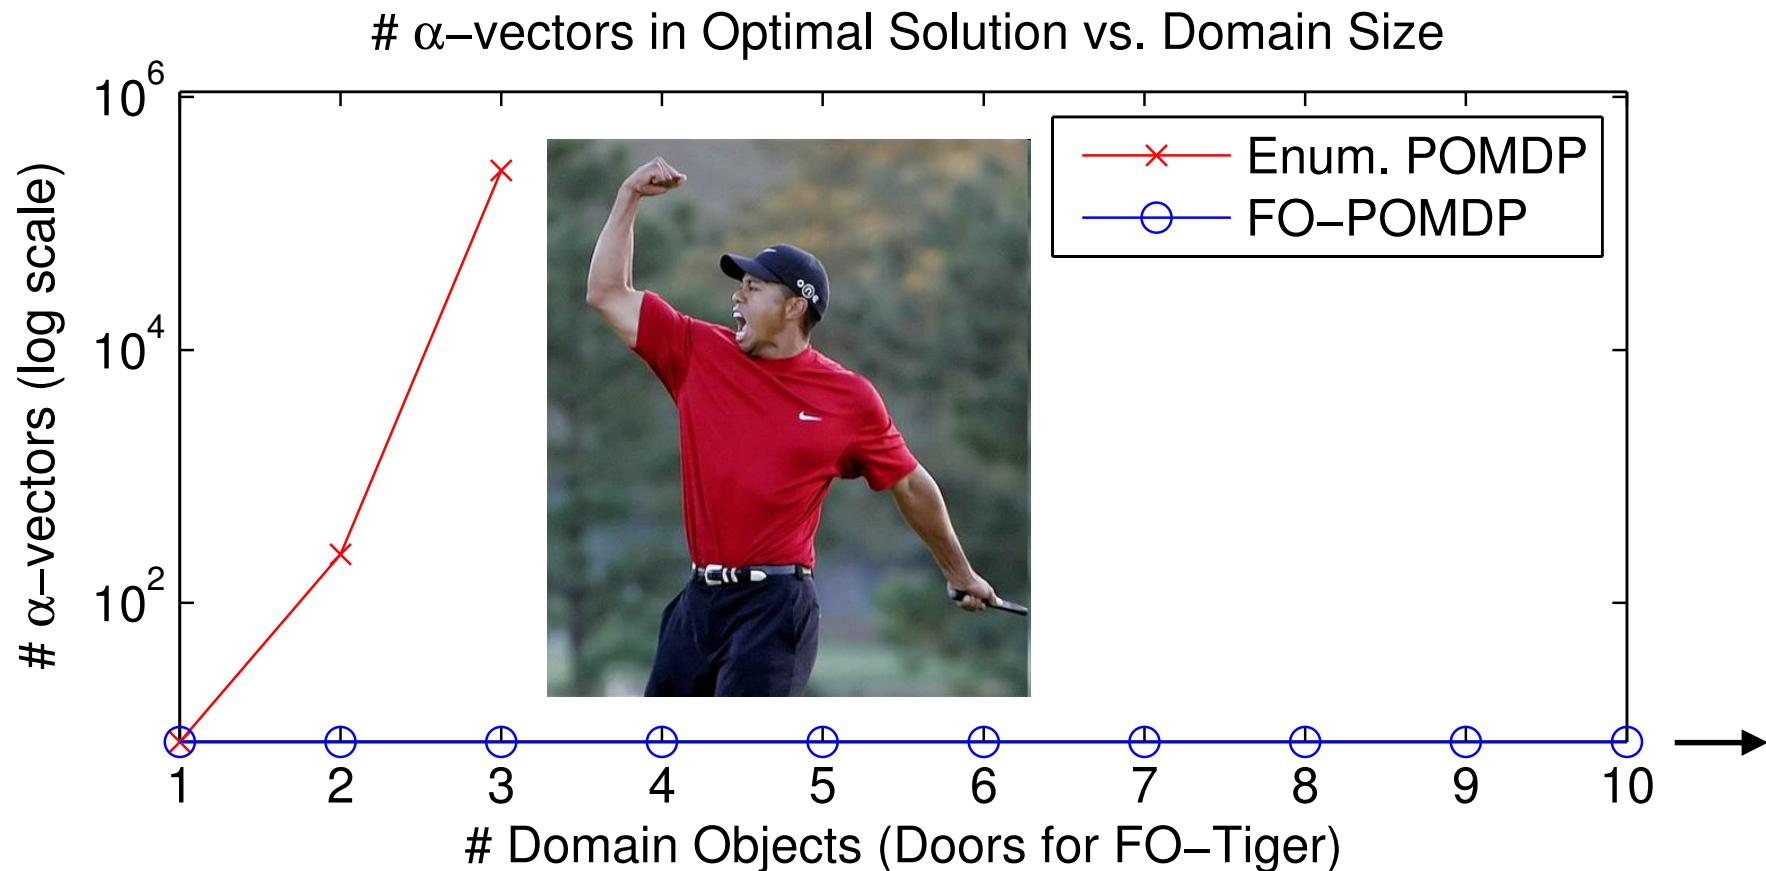 # α−vectors in Optimal Solution vs. Domain Size
# α−vectors (log scale)
10^6
10^4
10^2
Enum. POMDP
FO−POMDP
1 2 3 4 5 6 7 8 9 10
# Domain Objects (Doors for FO−Tiger)